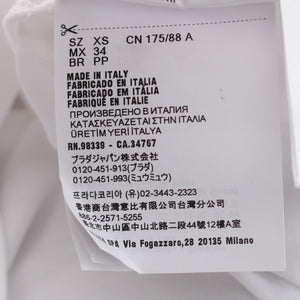 SZ XS CN 175/88 A
MX 34
BR PP
MADE IN ITALY
FABRICADO EN ITALIA
FABRICADO EM ITÁLIA
FABRIQUÉ EN ITALIE
ПРОИЗВЕДЕНО В ИТАЛИЯ
ΚΑΤΑΣΚΕΥΑΖΕΤΑΙ ΣΤΗΝ ΙΤΑΛΙΑ
ÜRETİM YERİ İTALYA
RN.98339 - CA.34767
プラダジャパン株式会社
0120-451-913(プラダ)
0120-451-993(ミュウミュウ)
프라다코리아 (유)02-3443-2323
香港商台灣意比有限公司台灣分公司
886-2-2571-5255
臺北市中山區中山北路二段44號12樓A
SPA Via Fogazzaro, 28 20135 Milano